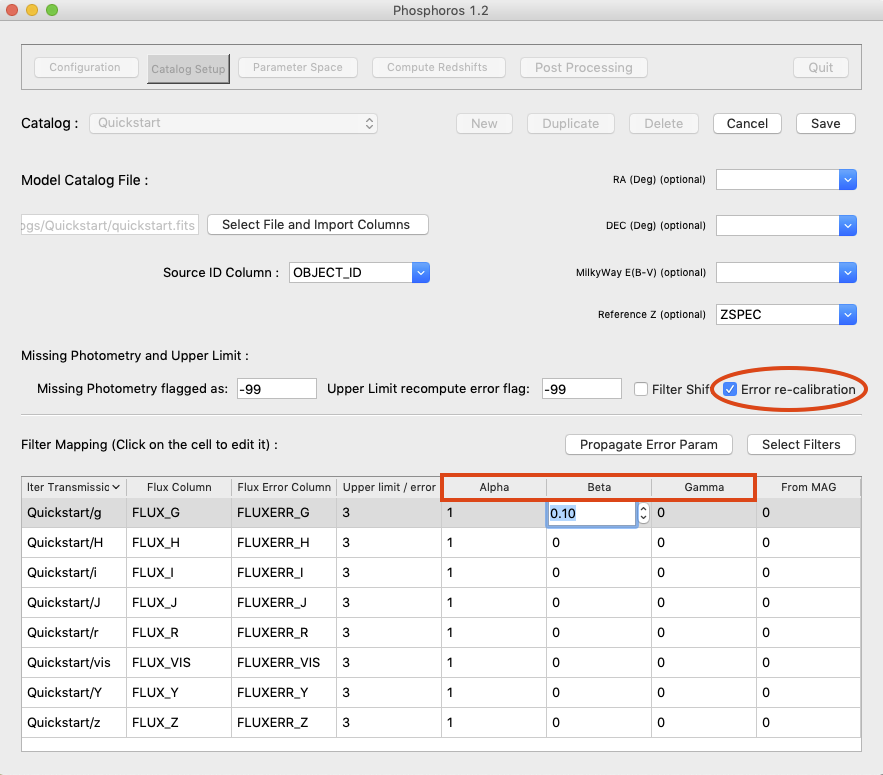 Phosphoros 1.2
Configuration Catalog Setup Parameter Space Compute Redshifts Post Processing Quit
Catalog : Quickstart New Duplicate Delete Cancel Save
Model Catalog File : RA (Deg) (optional)
ogs/Quickstart/quickstart.fits Select File and Import Columns DEC (Deg) (optional)
Source ID Column : OBJECT_ID MilkyWay E(B-V) (optional)
Reference Z (optional) ZSPEC
Missing Photometry and Upper Limit :
Missing Photometry flagged as: -99 Upper Limit recompute error flag: -99 Filter Shif Error re-calibration
Filter Mapping (Click on the cell to edit it) : Propagate Error Param Select Filters
lter Transmissic Flux Column Flux Error Column Upper limit / error Alpha Beta Gamma From MAG
Quickstart/g FLUX_G FLUXERR_G 3 1 0.10 0 0
Quickstart/H FLUX_H FLUXERR_H 3 1 0 0 0
Quickstart/i FLUX_I FLUXERR_I 3 1 0 0 0
Quickstart/J FLUX_J FLUXERR_J 3 1 0 0 0
Quickstart/r FLUX_R FLUXERR_R 3 1 0 0 0
Quickstart/vis FLUX_VIS FLUXERR_VIS 3 1 0 0 0
Quickstart/Y FLUX_Y FLUXERR_Y 3 1 0 0 0
Quickstart/z FLUX_Z FLUXERR_Z 3 1 0 0 0